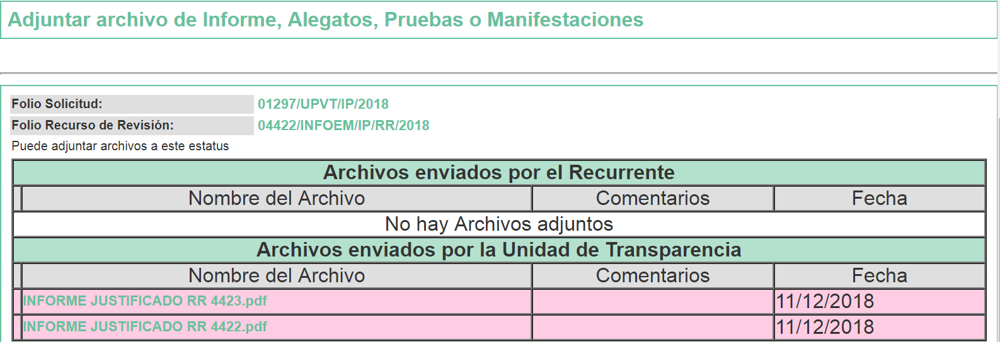 Adjuntar archivo de Informe, Alegatos, Pruebas o Manifestaciones
Folio Solicitud: 01297/UPVT/IP/2018
Folio Recurso de Revisión: 04422/INFOEM/IP/RR/2018
Puede adjuntar archivos a este estatus
Archivos enviados por el Recurrente
Nombre del Archivo Comentarios Fecha
No hay Archivos adjuntos
Archivos enviados por la Unidad de Transparencia
Nombre del Archivo Comentarios Fecha
INFORME JUSTIFICADO RR 4423.pdf 11/12/2018
INFORME JUSTIFICADO RR 4422.pdf 11/12/2018